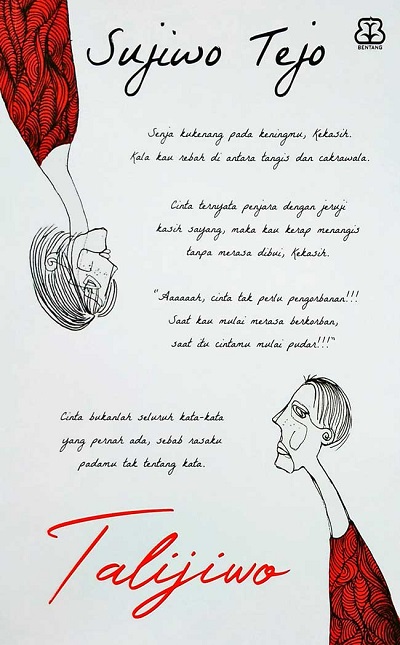 Sujiwo Tejo
BENTANG
Senja kukenang pada keningmu, Kekasih.
Kala kau rebah di antara tangis dan cakrawala.
Cinta ternyata penjara dengan jeruji
kasih sayang, maka kau kerap menangis
tanpa merasa dibui, Kekasih.
"Aaaaaah, cinta tak perlu pengorbanan!!!
Saat kau mulai merasa berkorban,
saat itu cintamu mulai pudar!!!"
Cinta bukanlah seluruh kata-kata
yang pernah ada, sebab rasaku
padamu tak tentang kata.
Talijiwo